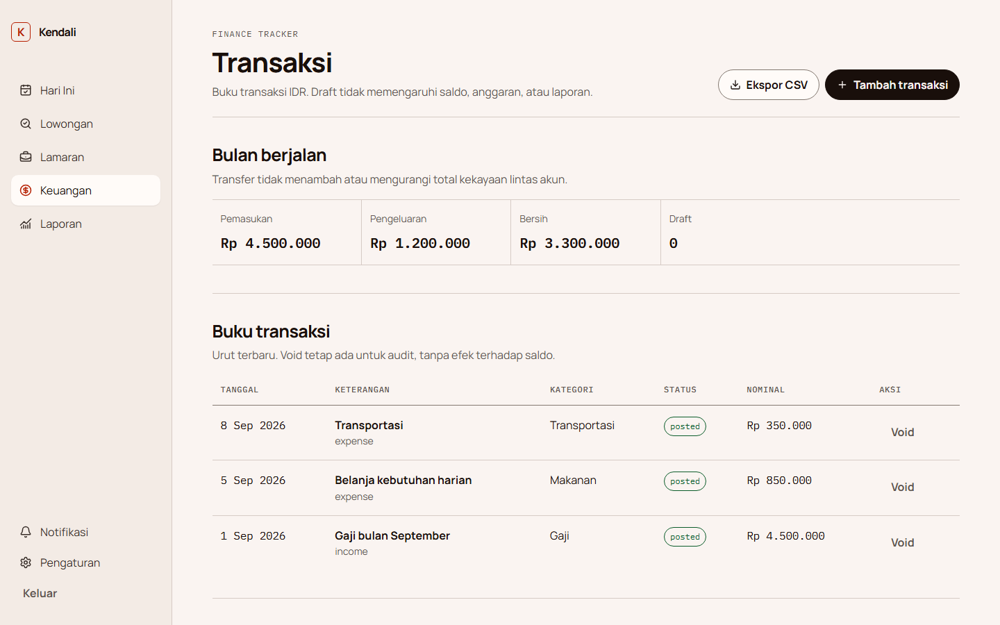 K Kendali
Hari Ini
Lowongan
Lamaran
Keuangan
Laporan
Notifikasi
Pengaturan
Keluar
FINANCE TRACKER
Transaksi
Buku transaksi IDR. Draft tidak memengaruhi saldo, anggaran, atau laporan.
Ekspor CSV
+ Tambah transaksi
Bulan berjalan
Transfer tidak menambah atau mengurangi total kekayaan lintas akun.
Pemasukan Pengeluaran Bersih Draft
Rp 4.500.000 Rp 1.200.000 Rp 3.300.000 0
Buku transaksi
Urut terbaru. Void tetap ada untuk audit, tanpa efek terhadap saldo.
TANGGAL KETERANGAN KATEGORI STATUS NOMINAL AKSI
8 Sep 2026 Transportasi Transportasi posted Rp 350.000 Void
expense
5 Sep 2026 Belanja kebutuhan harian Makanan posted Rp 850.000 Void
expense
1 Sep 2026 Gaji bulan September Gaji posted Rp 4.500.000 Void
income